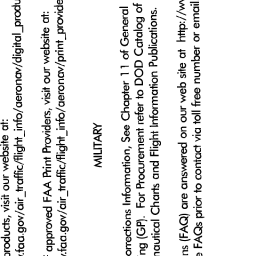 products, visit our website at:
.faa.gov/air_traffic/flight_info/aeronav/digital_produ
approved FAA Print Providers, visit our website at:
.faa.gov/air_traffic/flight_info/aeronav/print_provide
MILITARY
orrections Information, See Chapter 11 of General
ng (GP). For Procurement refer to DOD Catalog of
nautical Charts and Flight Information Publications.
ns (FAQ) are answered on our web site at http://w
e FAQs prior to contact via toll free number or email